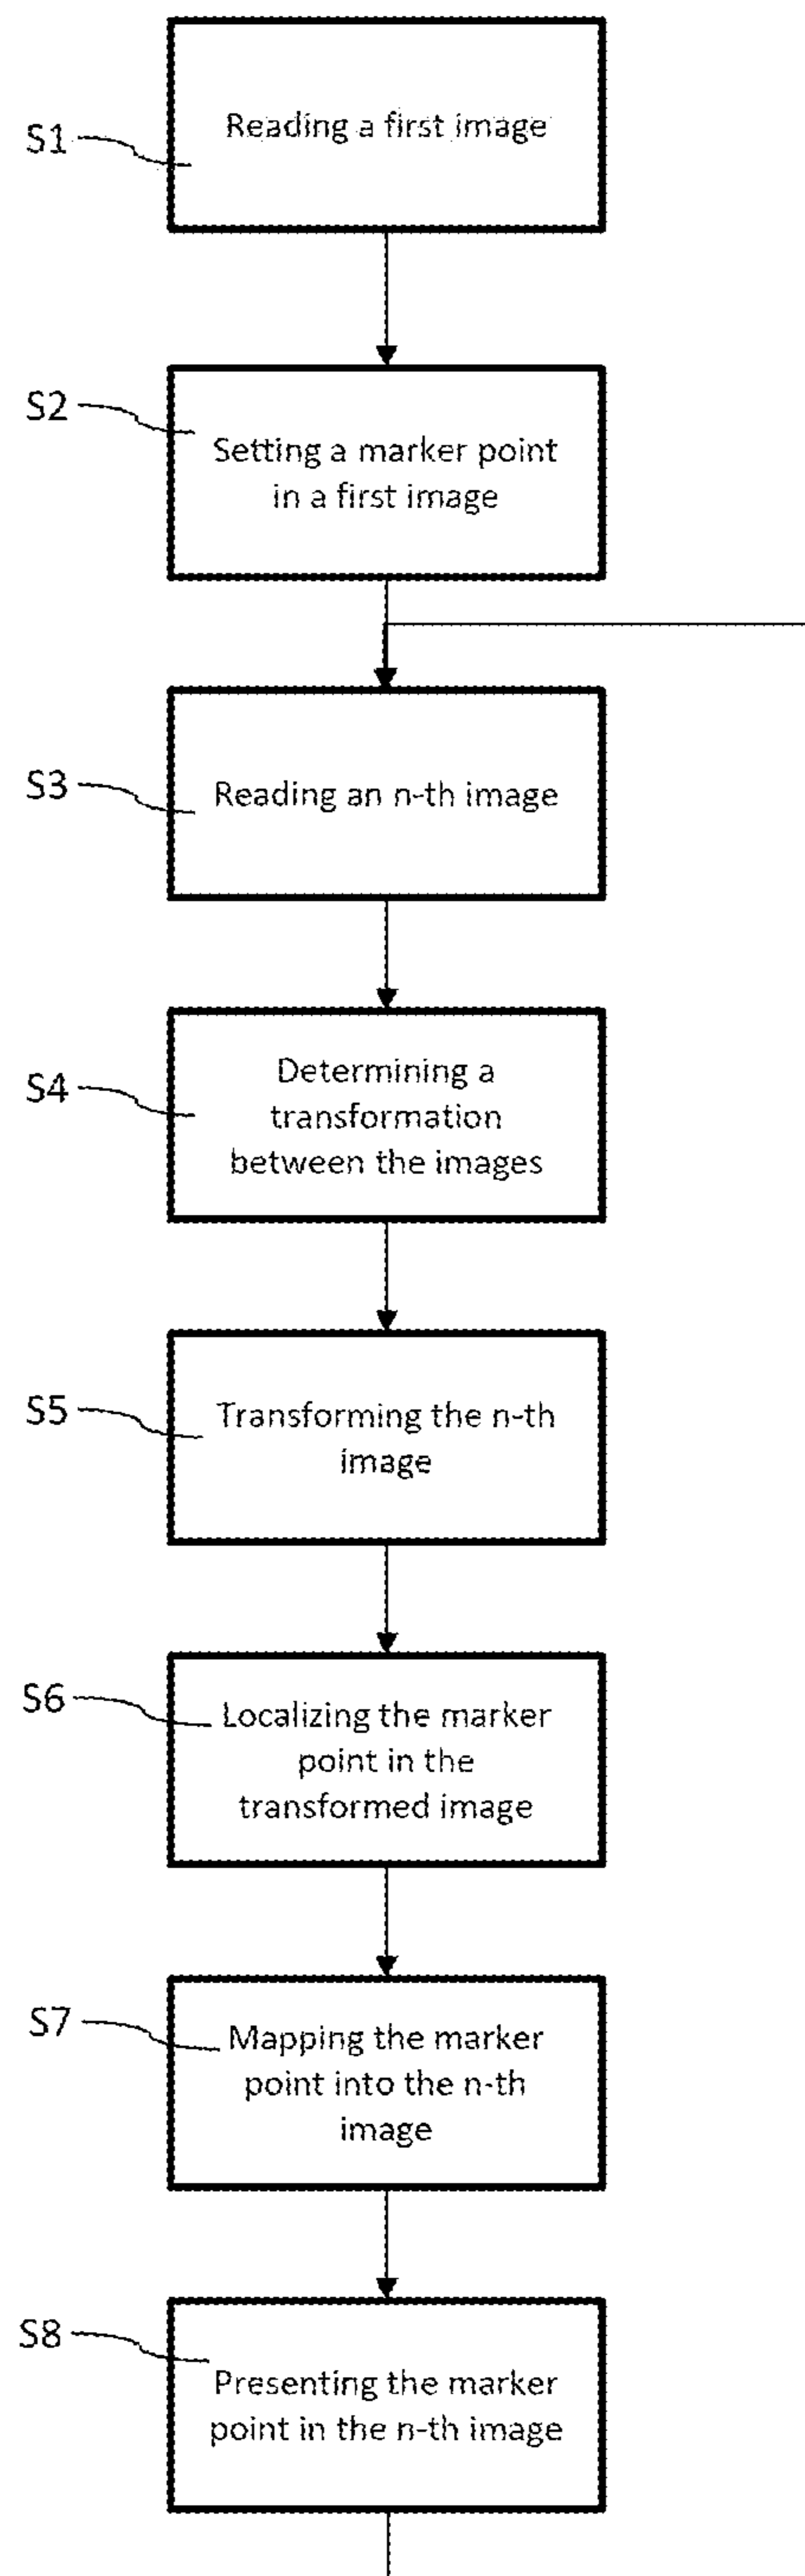 S1
Reading a first image
S2
Setting a marker point
in a first image
S3
Reading an n-th image
S4
Determining a
transformation
between the images
S5
Transforming the n-th
image
S6
Localizing the marker
point in the
transformed image
S7
Mapping the marker
point into the n-th
image
S8
Presenting the marker
point in the n-th image